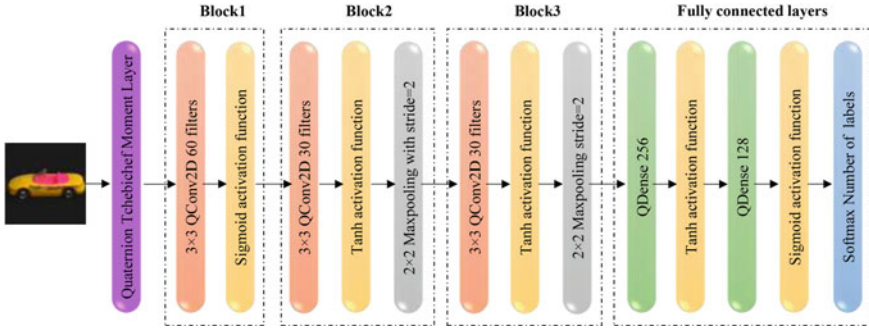 Block1
Block2
Block3
Fully connected layers
Quaternion Tchebichef Moment Layer
3×3 QConv2D 60 filters
Sigmoid activation function
3×3 QConv2D 30 filters
Tanh activation function
2×2 Maxpooling with stride=2
3×3 QConv2D 30 filters
Tanh activation function
2×2 Maxpooling stride=2
QDense 256
Tanh activation function
QDense 128
Sigmoid activation function
Softmax Number of labels